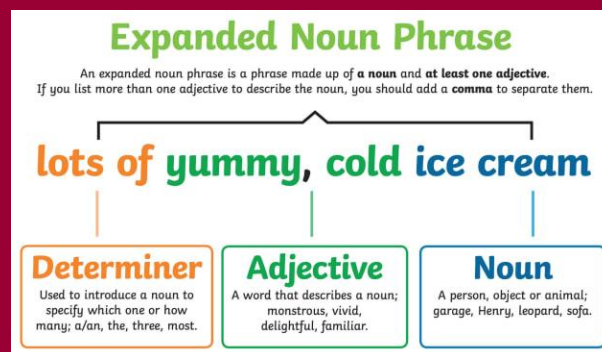 Expanded Noun Phrase
An expanded noun phrase is a phrase made up of a noun and at least one adjective.
If you list more than one adjective to describe the noun, you should add a comma to separate them.
lots of yummy, cold ice cream
Determiner
Used to introduce a noun to
specify which one or how
many; a/an, the, three, most.
Adjective
A word that describes a noun;
monstrous, vivid,
delightful, familiar.
Noun
A person, object or animal;
garage, Henry, leopard, sofa.